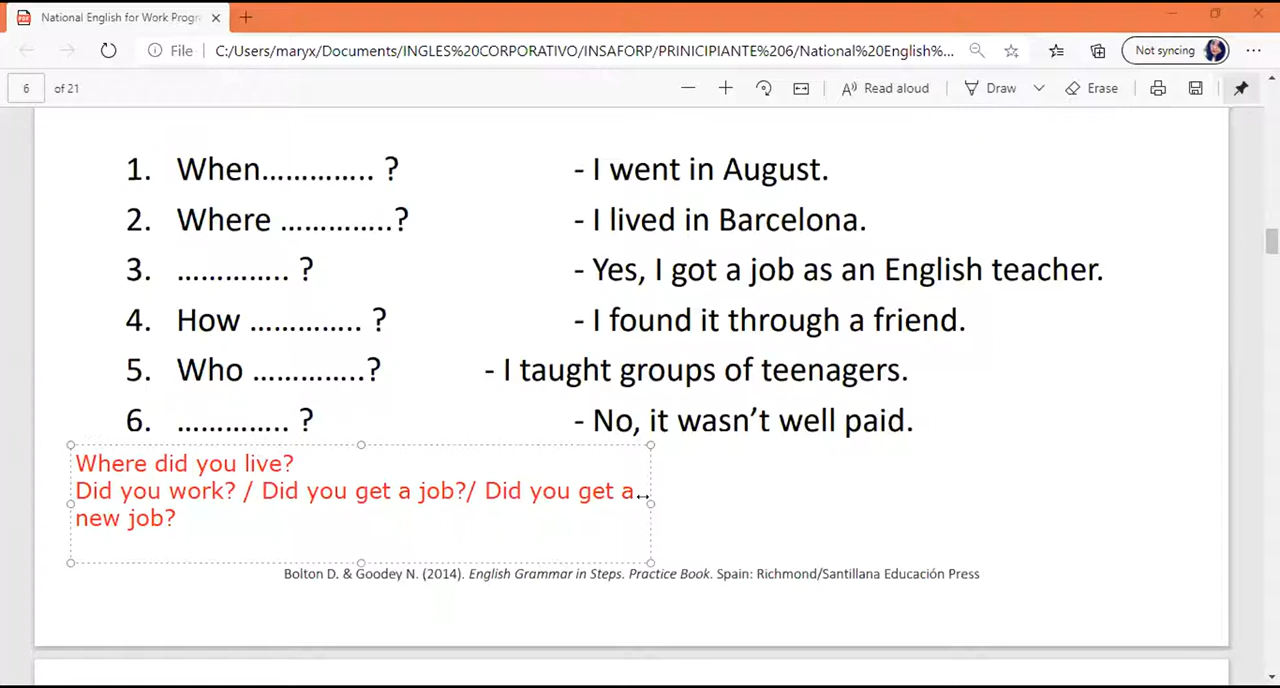 National English for Work Progr
File C:/Users/maryx/Documents/INGLES%20CORPORATIVO/INSAFORP/PRINICIPIANTE%206/National%20English%... Not syncing
6 of 21 Read aloud Draw Erase
1. When.............. ? - I went in August.
2. Where ..............? - I lived in Barcelona.
3. .............. ? - Yes, I got a job as an English teacher.
4. How .............. ? - I found it through a friend.
5. Who ..............? - I taught groups of teenagers.
6. .............. ? - No, it wasn't well paid.
Where did you live?
Did you work? / Did you get a job?/ Did you get a
new job?
Bolton D. & Goodey N. (2014). English Grammar in Steps. Practice Book. Spain: Richmond/Santillana Educación Press